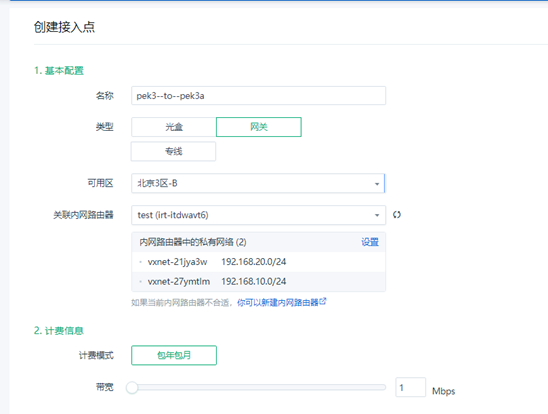 创建接入点
1. 基本配置
名称 pek3--to--pek3a
类型 光盒 网关
专线
可用区 北京3区-B
关联内网路由器 test (irt-itdwavt6)
内网路由器中的私有网络 (2) 设置
vxnet-21jya3w 192.168.20.0/24
vxnet-27ymtlm 192.168.10.0/24
如果当前内网路由器不合适，你可以新建内网路由器
2. 计费信息
计费模式 包年包月
带宽 1 Mbps